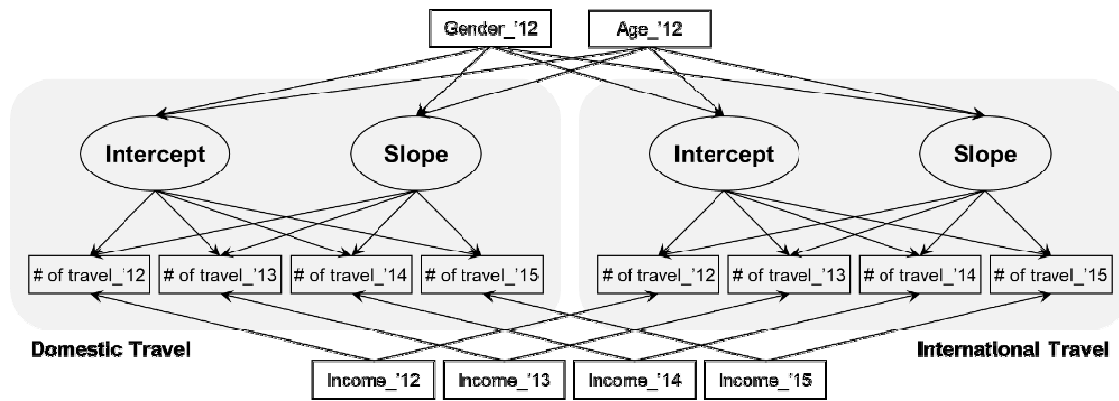 Gender_'12 Age_'12
Intercept Slope Intercept Slope
# of travel_'12 # of travel_'13 # of travel_'14 # of travel_'15 # of travel_'12 # of travel_'13 # of travel_'14 # of travel_'15
Domestic Travel International Travel
Income_'12 Income_'13 Income_'14 Income_'15